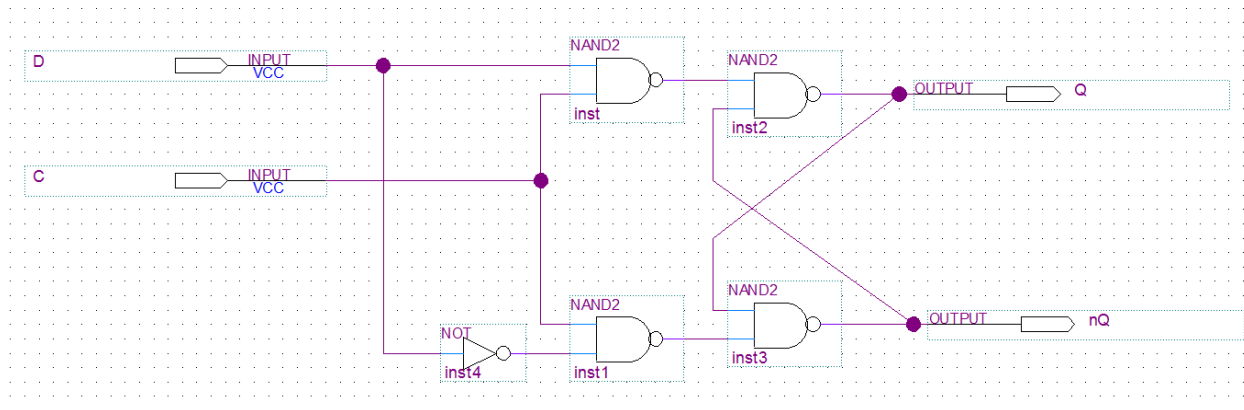 D
INPUT
VCC
NAND2
inst
NAND2
inst2
OUTPUT
Q
C
INPUT
VCC
NOT
inst4
NAND2
inst1
NAND2
inst3
OUTPUT
nQ